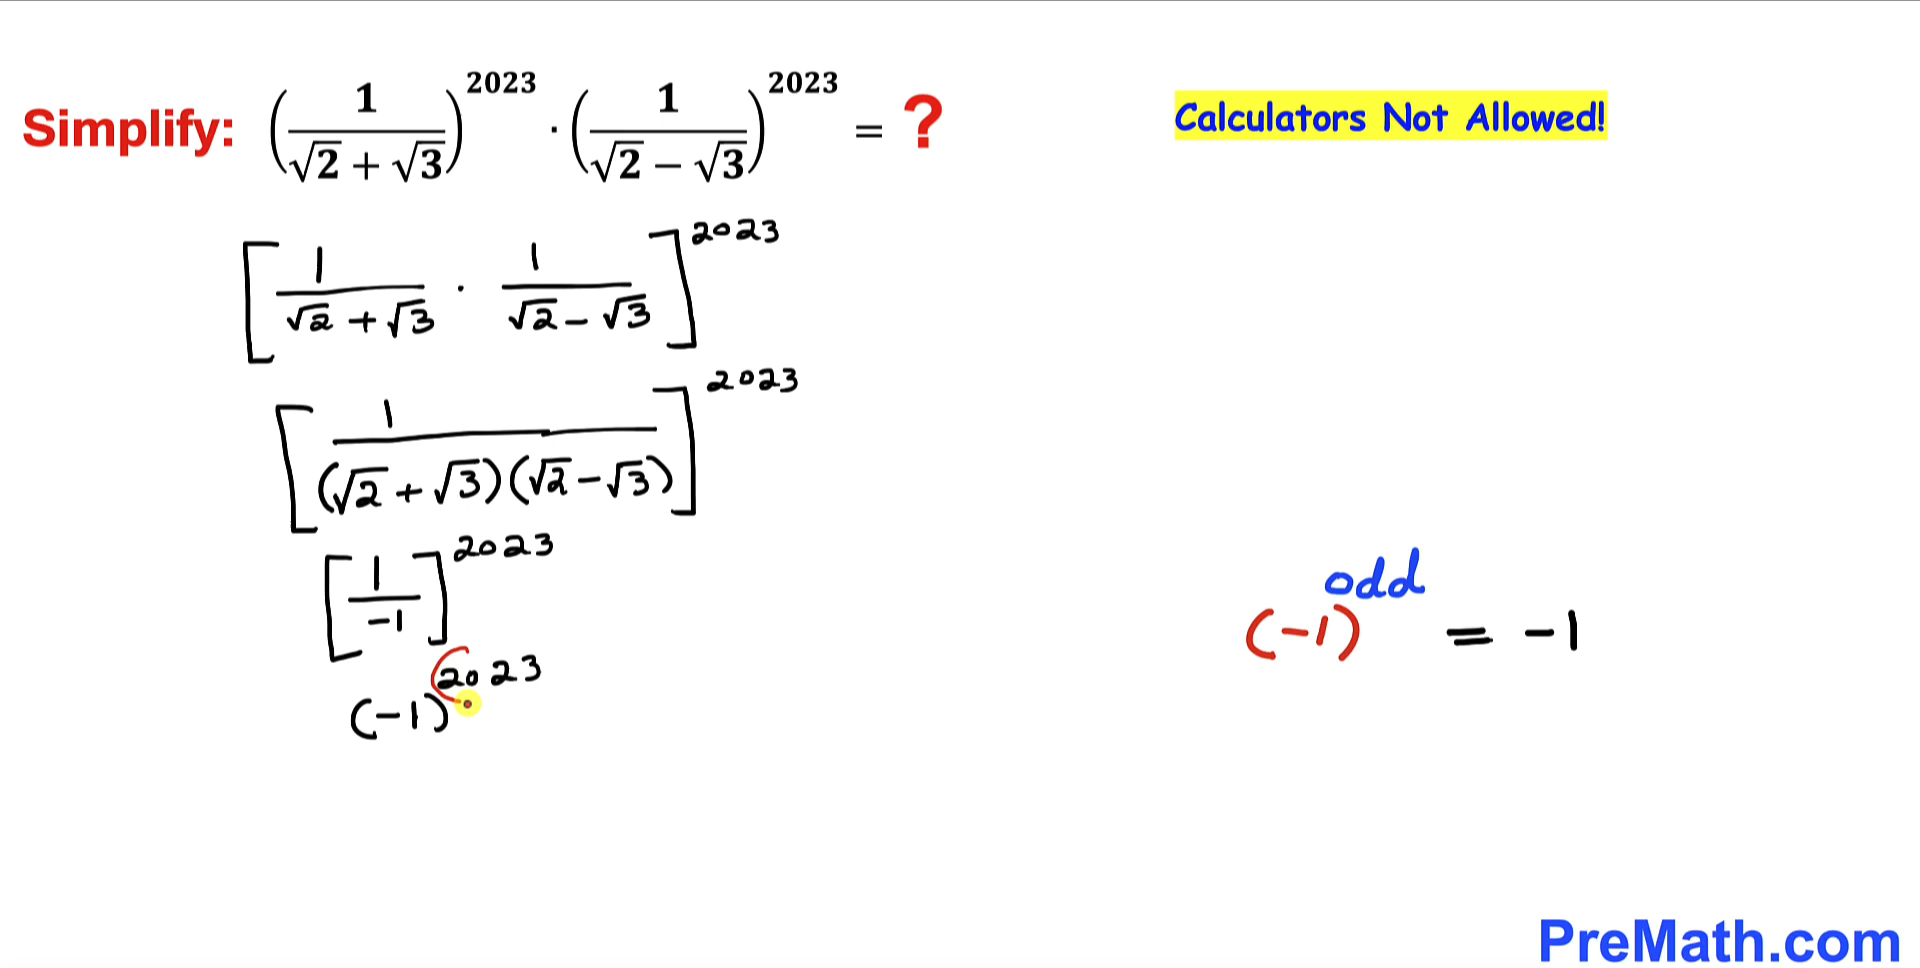 Simplify: (1/(√2 + √3))^2023 · (1/(√2 − √3))^2023 = ?
Calculators Not Allowed!
[1/(√2 + √3) · 1/(√2 − √3)]^2023
[1/((√2 + √3)(√2 − √3))]^2023
[1/−1]^2023
(−1)^2023
(−1)^odd = −1
PreMath.com